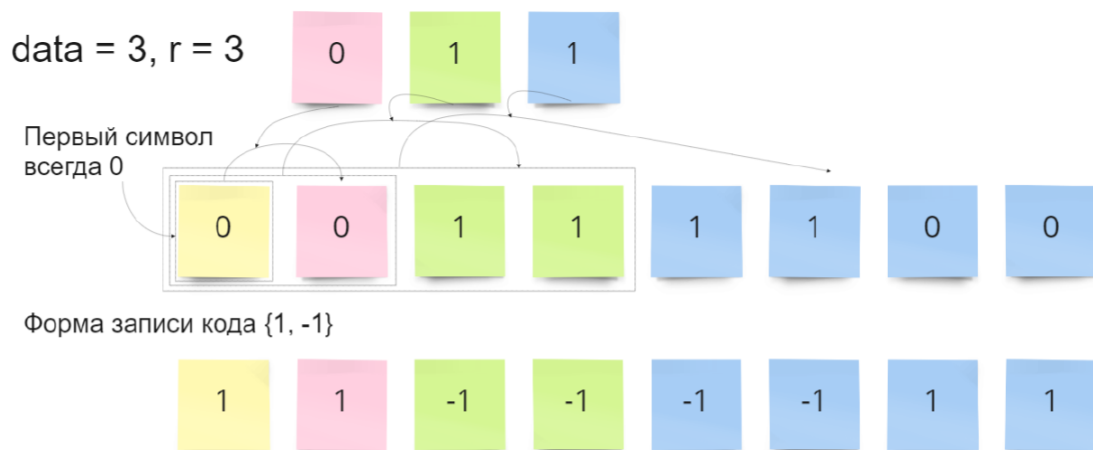 data = 3, r = 3
0 1 1
Первый символ
всегда 0
0 0 1 1 1 1 0 0
Форма записи кода {1, -1}
1 1 -1 -1 -1 -1 1 1